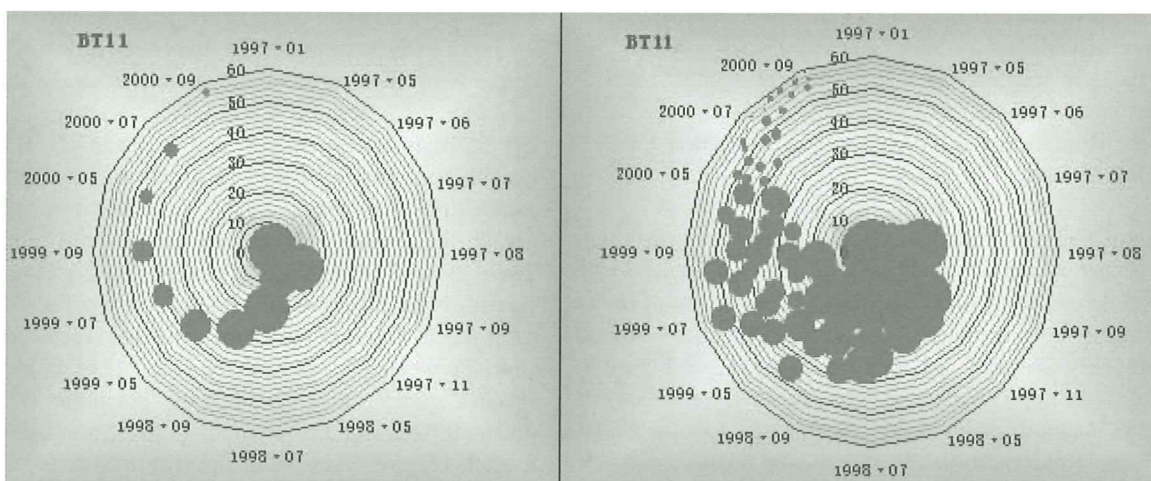 BT11
1997 ▾ 01
2000 ▾ 09
1997 ▾ 05
60
50
2000 ▾ 07
1997 ▾ 06
40
30
2000 ▾ 05
1997 ▾ 07
20
10
1999 ▾ 09
0
1997 ▾ 08
1999 ▾ 07
1997 ▾ 09
1999 ▾ 05
1997 ▾ 11
1998 ▾ 09
1998 ▾ 05
1998 ▾ 07
BT11
1997 ▾ 01
2000 ▾ 09
1997 ▾ 05
60
50
2000 ▾ 07
1997 ▾ 06
40
30
2000 ▾ 05
1997 ▾ 07
20
10
1999 ▾ 09
0
1997 ▾ 08
1999 ▾ 07
1997 ▾ 09
1999 ▾ 05
1997 ▾ 11
1998 ▾ 09
1998 ▾ 05
1998 ▾ 07